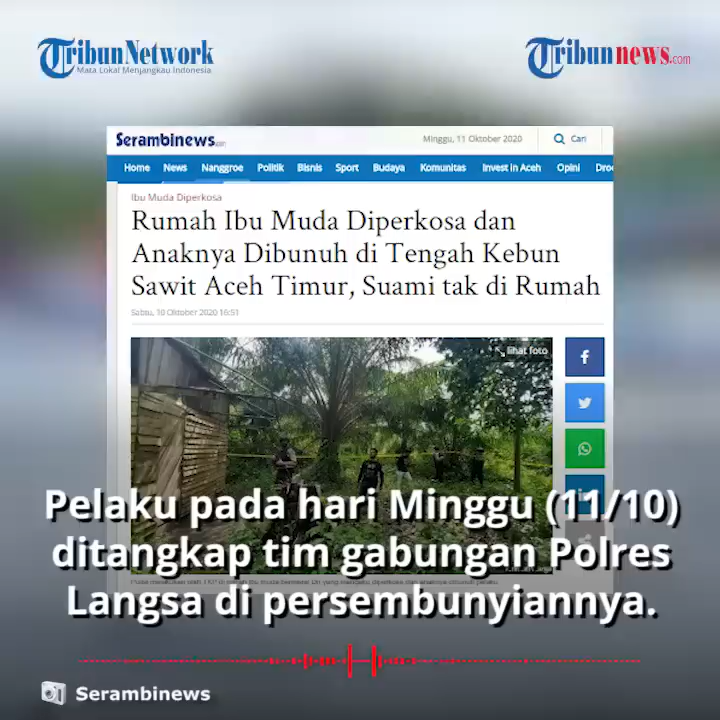 TribunNetwork
Mata Lokal Menjangkau Indonesia
Tribunnews.com
Serambinews.com
Minggu, 11 Oktober 2020
Cari
Home News Nanggroe Politik Bisnis Sport Budaya Komunitas Invest in Aceh Opini
Ibu Muda Diperkosa
Rumah Ibu Muda Diperkosa dan
Anaknya Dibunuh di Tengah Kebun
Sawit Aceh Timur, Suami tak di Rumah
Sabtu, 10 Oktober 2020 16:51
lihat foto
Pelaku pada hari Minggu (11/10)
ditangkap tim gabungan Polres
Langsa di persembunyiannya.
Serambinews